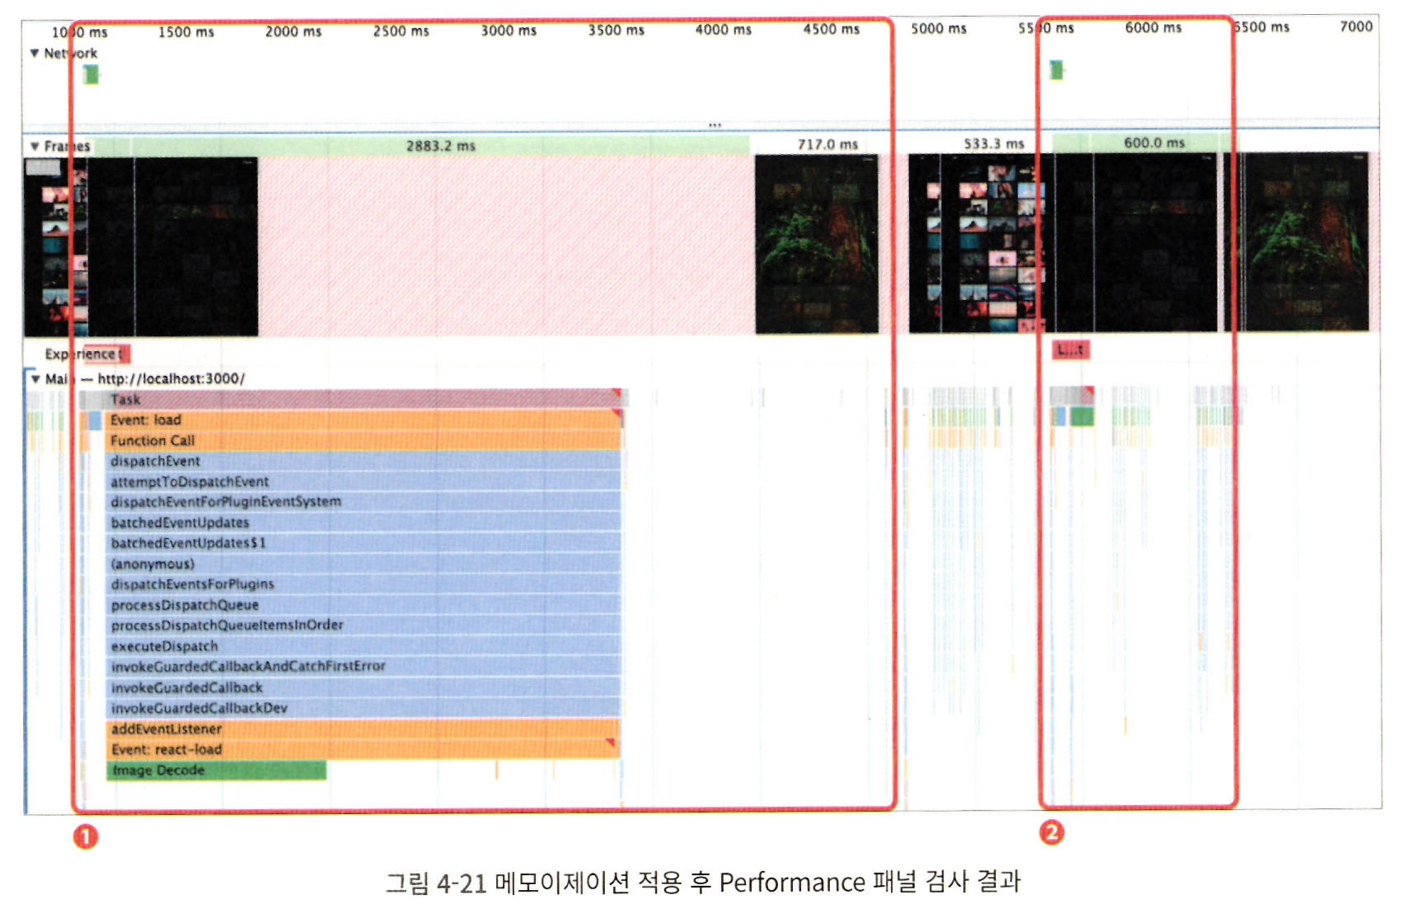 1000 ms 1500 ms 2000 ms 2500 ms 3000 ms 3500 ms 4000 ms 4500 ms 5000 ms 5500 ms 6000 ms 6500 ms 7000
▼ Network
...
▼ Frames 2883.2 ms 717.0 ms 533.3 ms 600.0 ms
Experience L...t
▼ Main — http://localhost:3000/
Task
Event: load
Function Call
dispatchEvent
attemptToDispatchEvent
dispatchEventForPluginEventSystem
batchedEventUpdates
batchedEventUpdates$1
(anonymous)
dispatchEventsForPlugins
processDispatchQueue
processDispatchQueueItemsInOrder
executeDispatch
invokeGuardedCallbackAndCatchFirstError
invokeGuardedCallback
invokeGuardedCallbackDev
addEventListener
Event: react-load
Image Decode
1 2
그림 4-21 메모이제이션 적용 후 Performance 패널 검사 결과